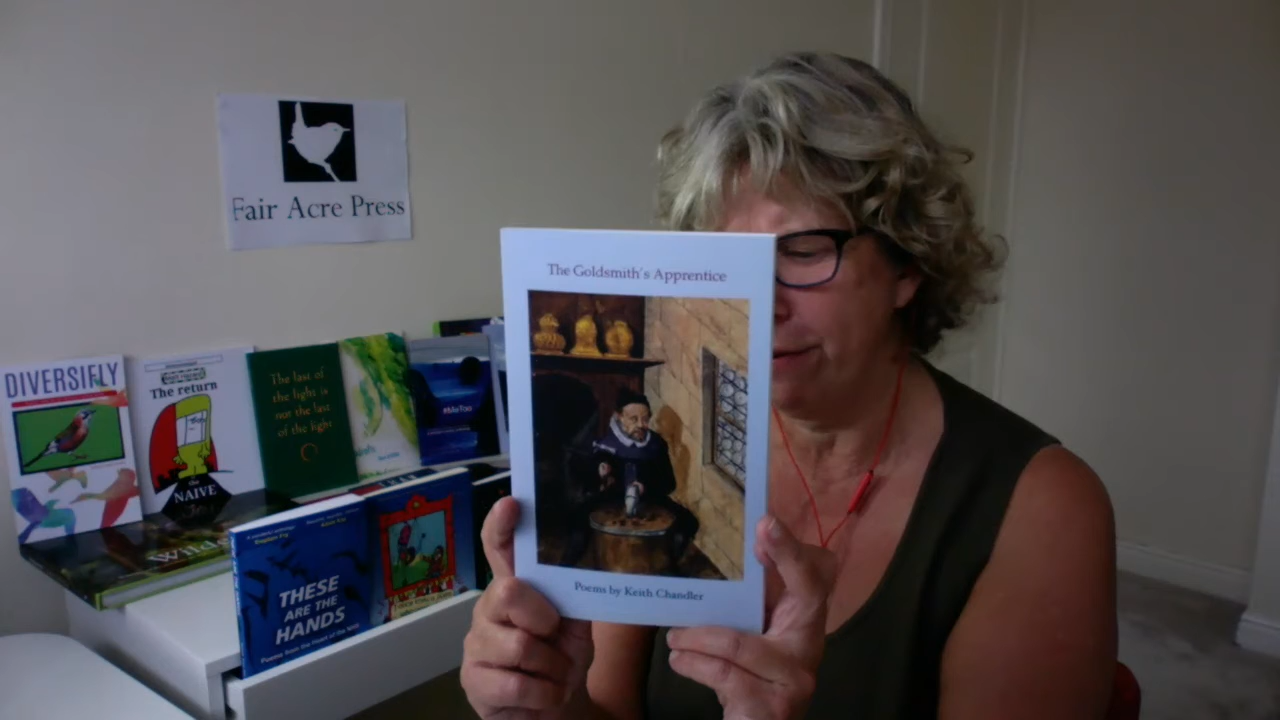 Fair Acre Press
The Goldsmith's Apprentice
Poems by Keith Chandler
DIVERSIFLY
The return
the
NAIVE
The last of
the light is
not the last
of the light
#MeToo
Wild
THESE
ARE THE
HANDS
Poems from the Heart of the NHS